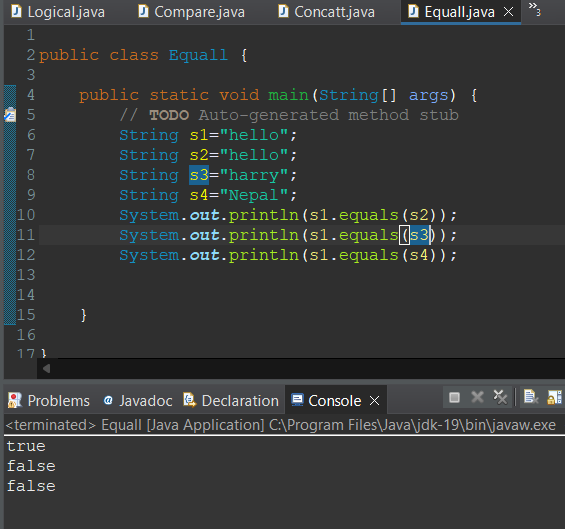 Logical.java Compare.java Concatt.java Equall.java »3
1
2 public class Equall {
3
4 public static void main(String[] args) {
5 // TODO Auto-generated method stub
6 String s1="hello";
7 String s2="hello";
8 String s3="harry";
9 String s4="Nepal";
10 System.out.println(s1.equals(s2));
11 System.out.println(s1.equals(s3));
12 System.out.println(s1.equals(s4));
13
14
15 }
16
17 }
Problems @ Javadoc Declaration Console
<terminated> Equall [Java Application] C:\Program Files\Java\jdk-19\bin\javaw.exe
true
false
false